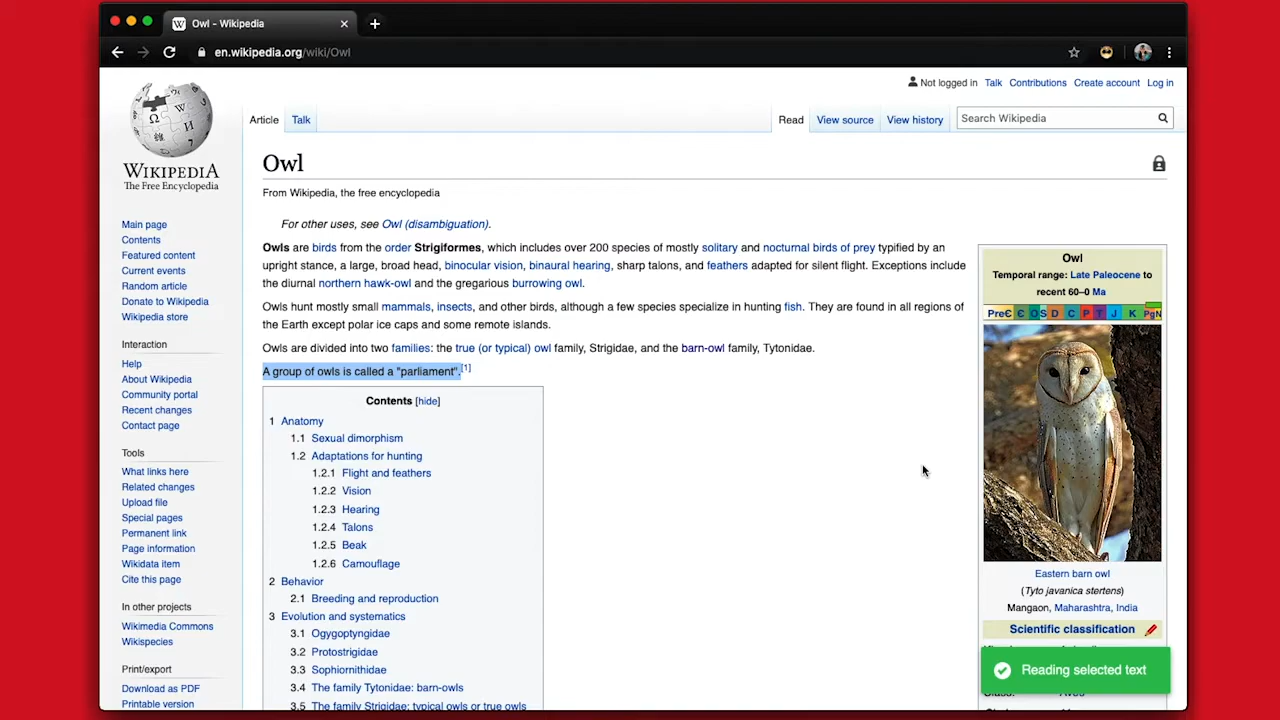 Owl - Wikipedia
en.wikipedia.org/wiki/Owl
Not logged in Talk Contributions Create account Log in
Article Talk Read View source View history Search Wikipedia
WIKIPEDIA
The Free Encyclopedia
Main page
Contents
Featured content
Current events
Random article
Donate to Wikipedia
Wikipedia store
Interaction
Help
About Wikipedia
Community portal
Recent changes
Contact page
Tools
What links here
Related changes
Upload file
Special pages
Permanent link
Page information
Wikidata item
Cite this page
In other projects
Wikimedia Commons
Wikispecies
Print/export
Download as PDF
Printable version
Owl
From Wikipedia, the free encyclopedia
For other uses, see Owl (disambiguation).
Owls are birds from the order Strigiformes, which includes over 200 species of mostly solitary and nocturnal birds of prey typified by an
upright stance, a large, broad head, binocular vision, binaural hearing, sharp talons, and feathers adapted for silent flight. Exceptions include
the diurnal northern hawk-owl and the gregarious burrowing owl.
Owls hunt mostly small mammals, insects, and other birds, although a few species specialize in hunting fish. They are found in all regions of
the Earth except polar ice caps and some remote islands.
Owls are divided into two families: the true (or typical) owl family, Strigidae, and the barn-owl family, Tytonidae.
A group of owls is called a "parliament".[1]
Contents [hide]
1 Anatomy
1.1 Sexual dimorphism
1.2 Adaptations for hunting
1.2.1 Flight and feathers
1.2.2 Vision
1.2.3 Hearing
1.2.4 Talons
1.2.5 Beak
1.2.6 Camouflage
2 Behavior
2.1 Breeding and reproduction
3 Evolution and systematics
3.1 Ogygoptyngidae
3.2 Protostrigidae
3.3 Sophiornithidae
3.4 The family Tytonidae: barn-owls
3.5 The family Strigidae: typical owls or true owls
Owl
Temporal range: Late Paleocene to
recent 60–0 Ma
PreЄ Є O S D C P T J K PgN
Eastern barn owl
(Tyto javanica stertens)
Mangaon, Maharashtra, India
Scientific classification
Reading selected text